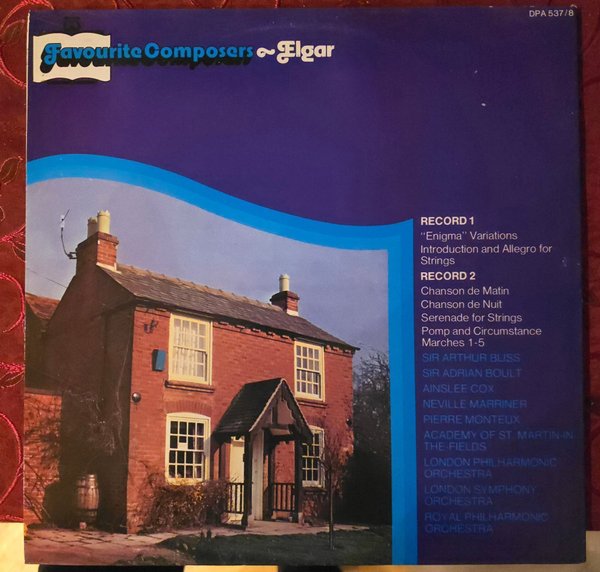 DPA 537/8
Favourite Composers ~ Elgar
RECORD 1
"Enigma" Variations
Introduction and Allegro for
Strings
RECORD 2
Chanson de Matin
Chanson de Nuit
Serenade for Strings
Pomp and Circumstance
Marches 1-5
SIR ARTHUR BLISS
SIR ADRIAN BOULT
AINSLEE COX
NEVILLE MARRINER
PIERRE MONTEUX
ACADEMY OF ST. MARTIN-IN-
THE-FIELDS
LONDON PHILHARMONIC
ORCHESTRA
LONDON SYMPHONY
ORCHESTRA
ROYAL PHILHARMONIC
ORCHESTRA